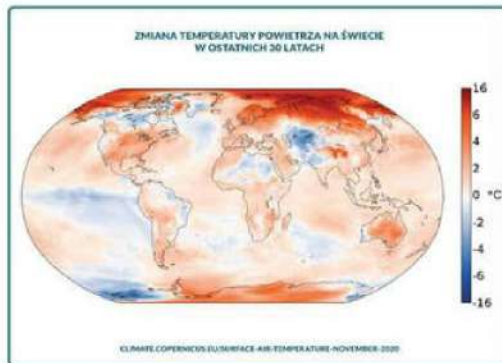 ZMIANA TEMPERATURY POWIETRZA NA ŚWIECIE
W OSTATNICH 30 LATACH
16
4
2
0 °C
-2
-4
-6
-16
CLIMATE.COPERNICUS.EU/SURFACE-AIR-TEMPERATURE-NOVEMBER-2020